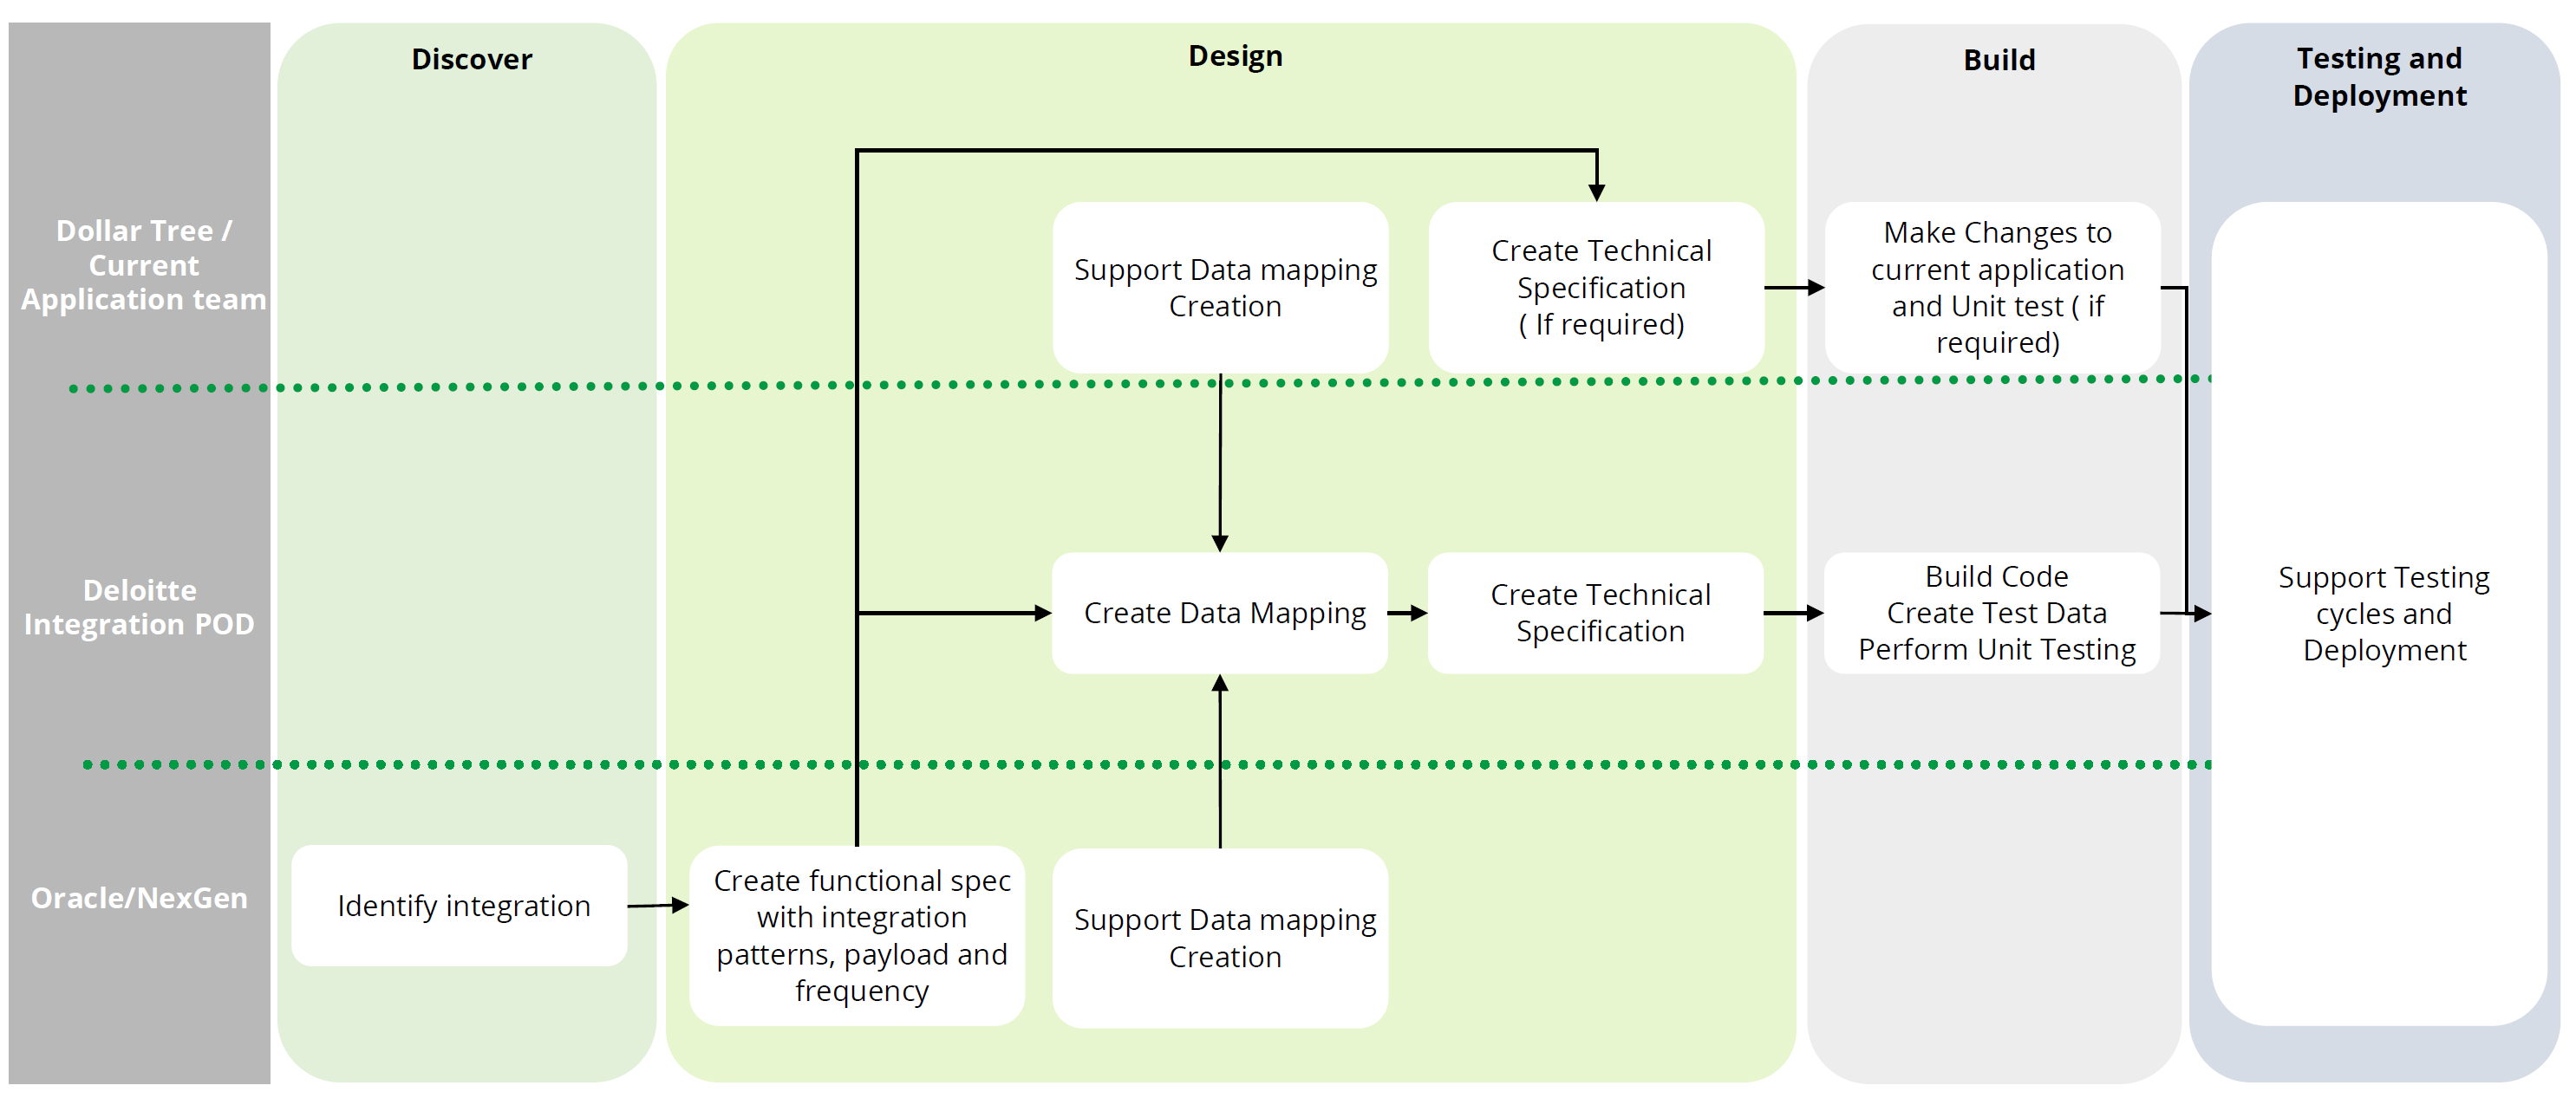 Discover
Design
Build
Testing and
Deployment
Dollar Tree /
Current
Application team
Support Data mapping
Creation
Create Technical
Specification
( If required)
Make Changes to
current application
and Unit test ( if
required)
Deloitte
Integration POD
Create Data Mapping
Create Technical
Specification
Build Code
Create Test Data
Perform Unit Testing
Support Testing
cycles and
Deployment
Oracle/NexGen
Identify integration
Create functional spec
with integration
patterns, payload and
frequency
Support Data mapping
Creation